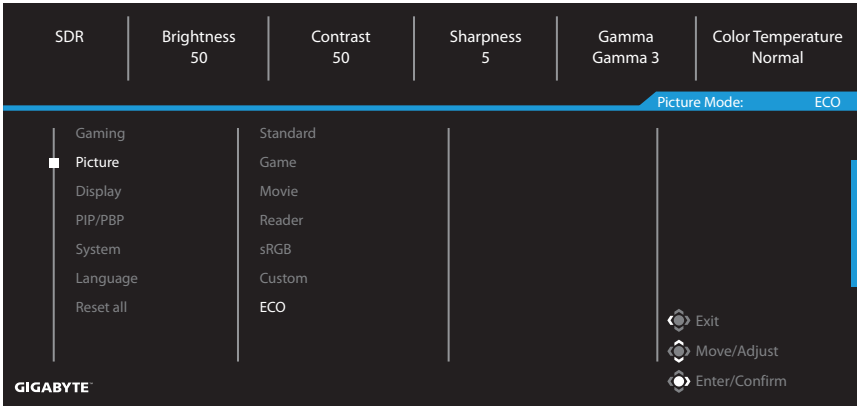 SDR
Brightness
50
Contrast
50
Sharpness
5
Gamma
Gamma 3
Color Temperature
Normal
Picture Mode: ECO
Gaming
Picture
Display
PIP/PBP
System
Language
Reset all
Standard
Game
Movie
Reader
sRGB
Custom
ECO
Exit
Move/Adjust
Enter/Confirm
GIGABYTE™